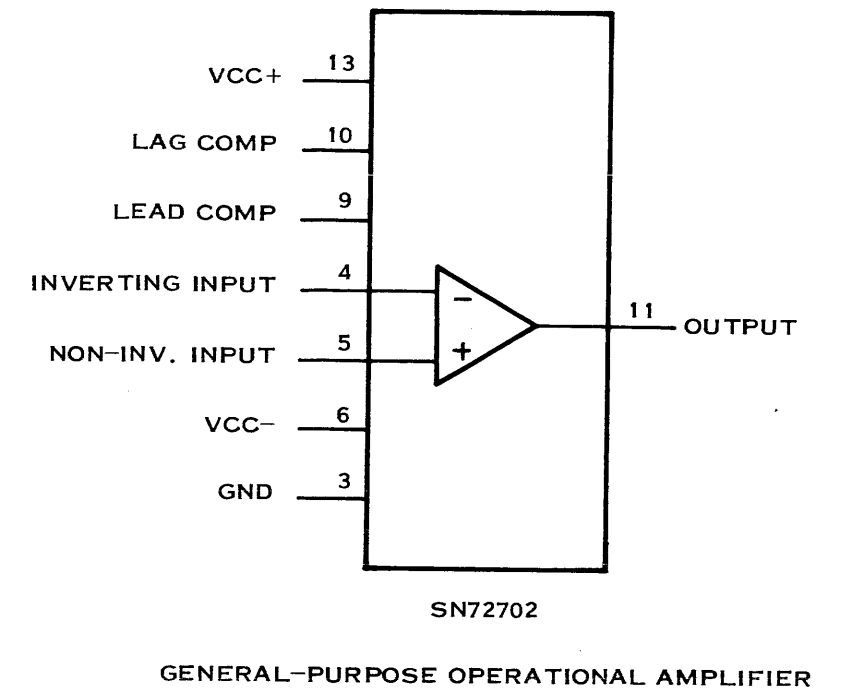 VCC+ 13
LAG COMP 10
LEAD COMP 9
INVERTING INPUT 4
−
11 OUTPUT
NON-INV. INPUT 5
+
VCC- 6
GND 3
SN72702
GENERAL-PURPOSE OPERATIONAL AMPLIFIER